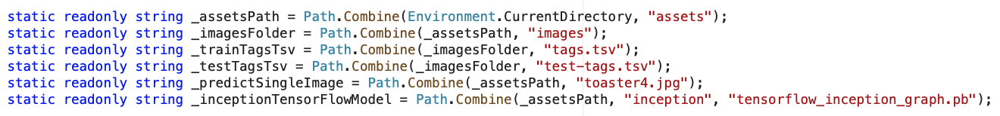 static readonly string _assetsPath = Path.Combine(Environment.CurrentDirectory, "assets");
static readonly string _imagesFolder = Path.Combine(_assetsPath, "images");
static readonly string _trainTagsTsv = Path.Combine(_imagesFolder, "tags.tsv");
static readonly string _testTagsTsv = Path.Combine(_imagesFolder, "test-tags.tsv");
static readonly string _predictSingleImage = Path.Combine(_assetsPath, "toaster4.jpg");
static readonly string _inceptionTensorFlowModel = Path.Combine(_assetsPath, "inception", "tensorflow_inception_graph.pb");